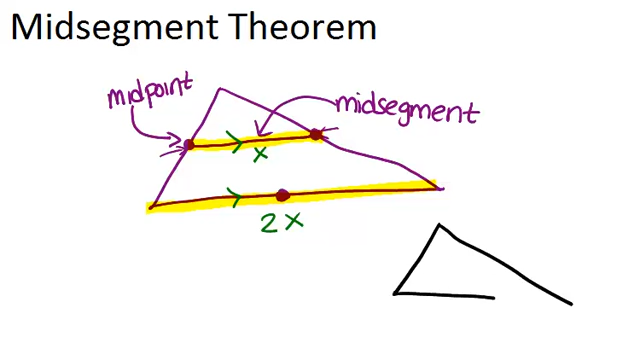 Midsegment Theorem
midpoint
midsegment
x
2x